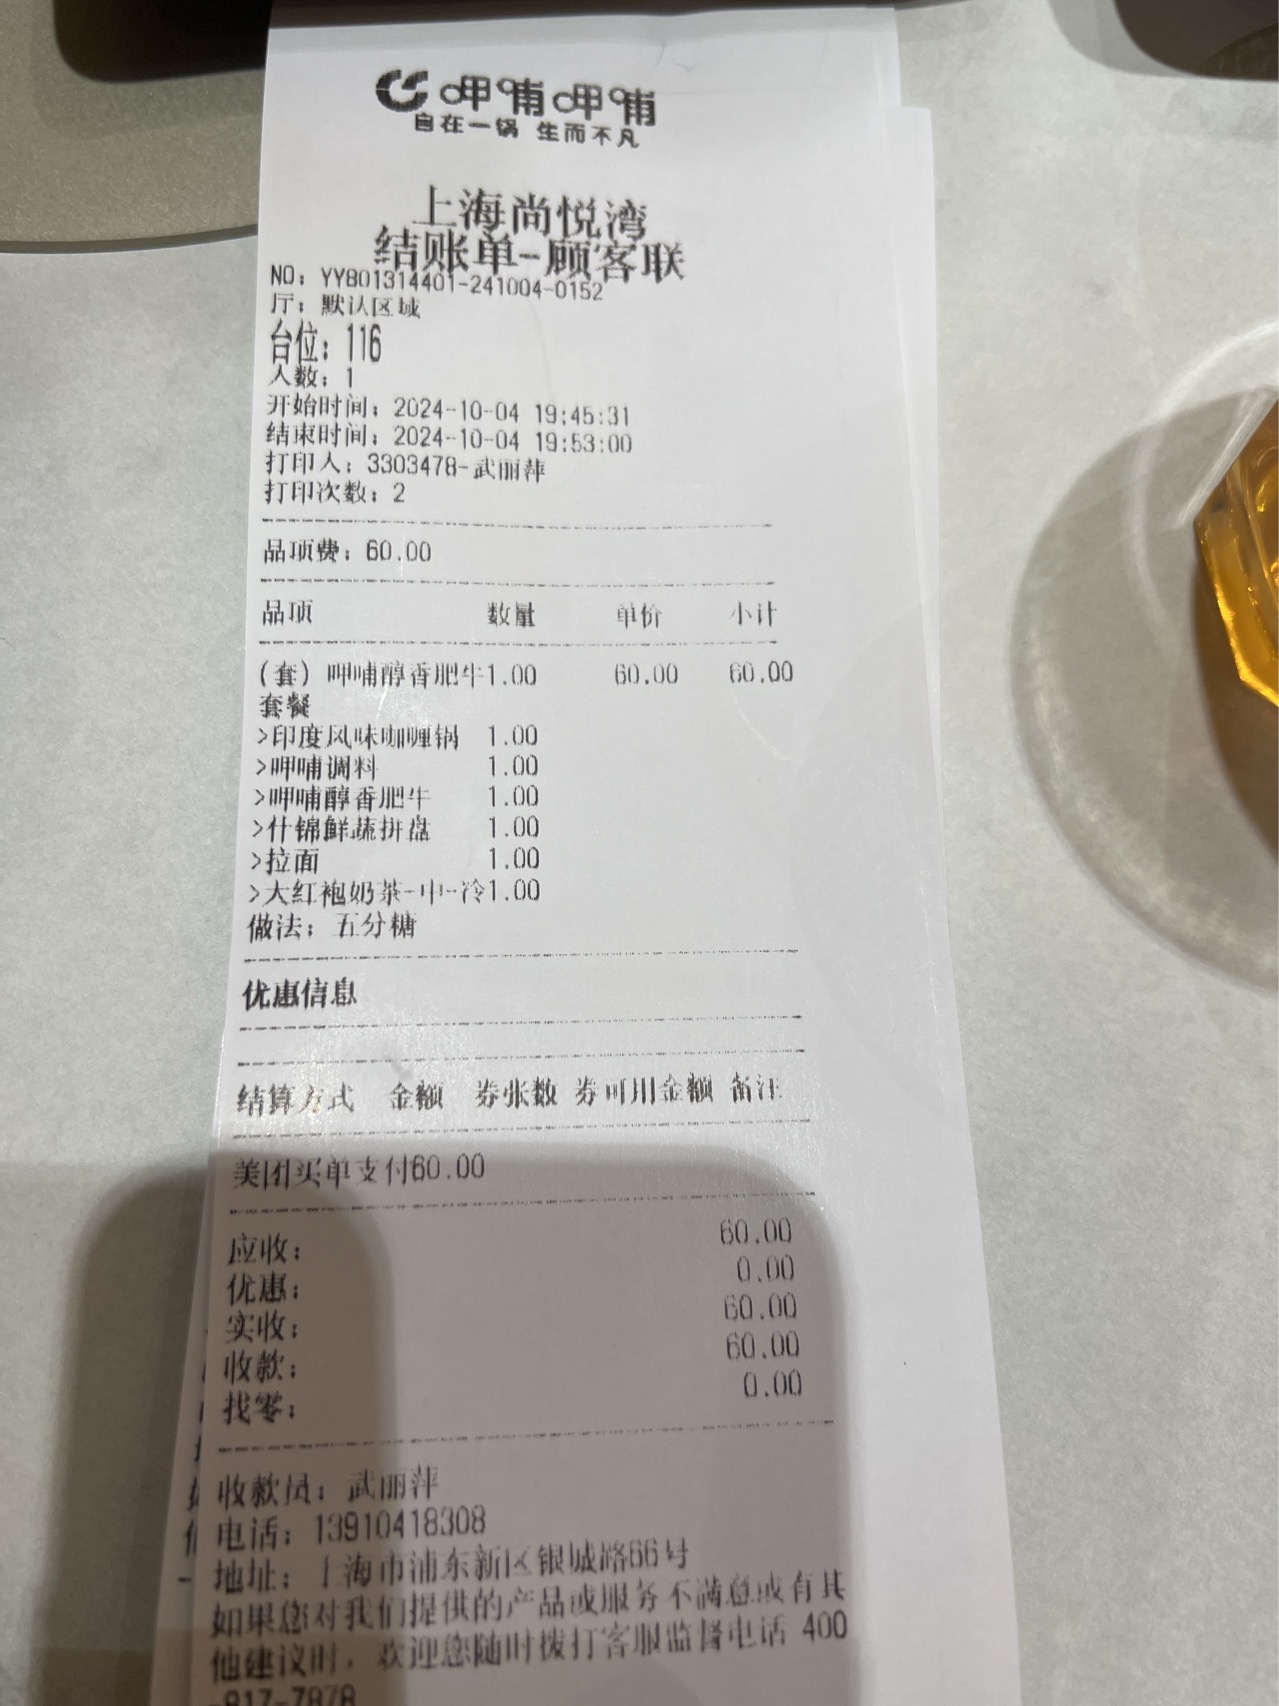 呷哺呷哺
自在一锅 生而不凡
上海尚悦湾
结账单-顾客联
NO: YY801314401-241004-0152
厅: 默认区域
台位: 116
人数: 1
开始时间: 2024-10-04 19:45:31
结束时间: 2024-10-04 19:53:00
打印人: 3303478-武丽萍
打印次数: 2
品项费: 60.00
品项 数量 单价 小计
(套) 呷哺醇香肥牛1.00 60.00 60.00
套餐
>印度风味咖喱锅 1.00
>呷哺调料 1.00
>呷哺醇香肥牛 1.00
>什锦鲜蔬拼盘 1.00
>拉面 1.00
>大红袍奶茶-中-冷1.00
做法: 五分糖
优惠信息
结算方式 金额 券张数 券可用金额 备注
美团买单支付60.00
应收: 60.00
优惠: 0.00
实收: 60.00
收款: 60.00
找零: 0.00
收款员: 武丽萍
电话: 13910418308
地址: 上海市浦东新区银城路66号
如果您对我们提供的产品或服务不满意或有其
他建议时, 欢迎您随时拨打客服监督电话 400
-817-7878